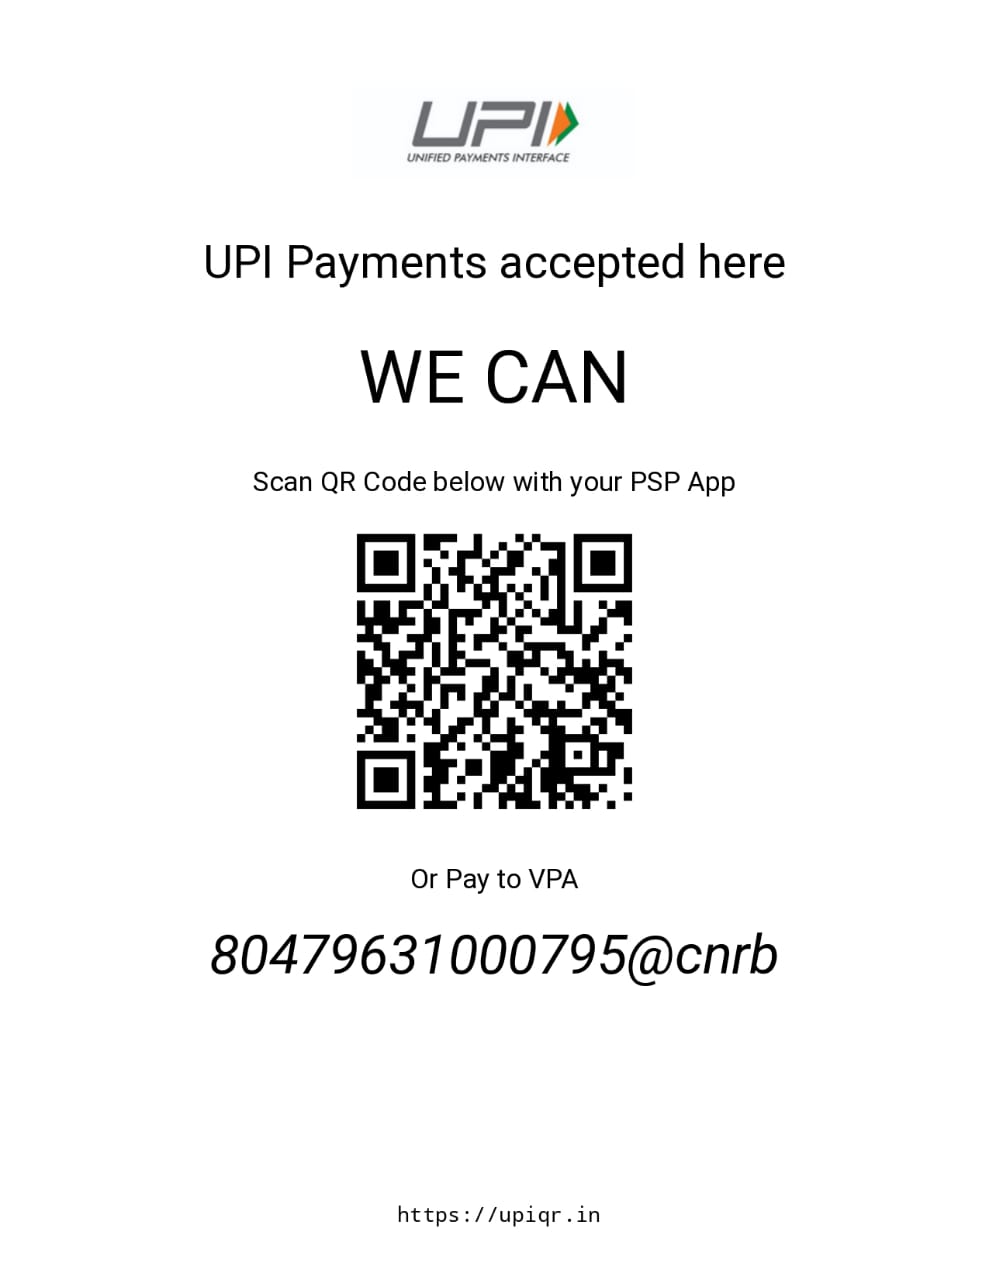 UPI
UNIFIED PAYMENTS INTERFACE
UPI Payments accepted here
WE CAN
Scan QR Code below with your PSP App
Or Pay to VPA
80479631000795@cnrb
https://upiqr.in